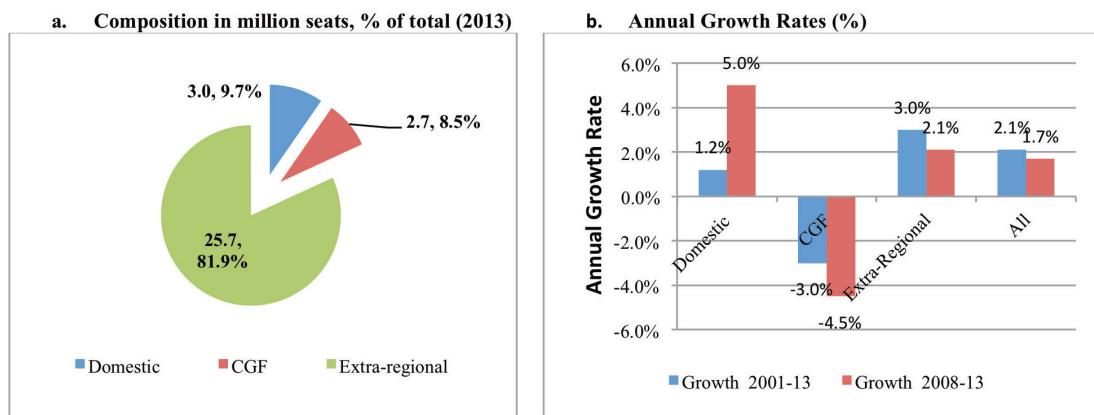 a. Composition in million seats, % of total (2013)
3.0, 9.7%
2.7, 8.5%
25.7,
81.9%
Domestic CGF Extra-regional
b. Annual Growth Rates (%)
Annual Growth Rate
6.0%
4.0%
2.0%
0.0%
-2.0%
-4.0%
-6.0%
1.2%
5.0%
-3.0%
-4.5%
3.0%
2.1%
2.1%
1.7%
Domestic
CGF
Extra-Regional
All
Growth 2001-13 Growth 2008-13